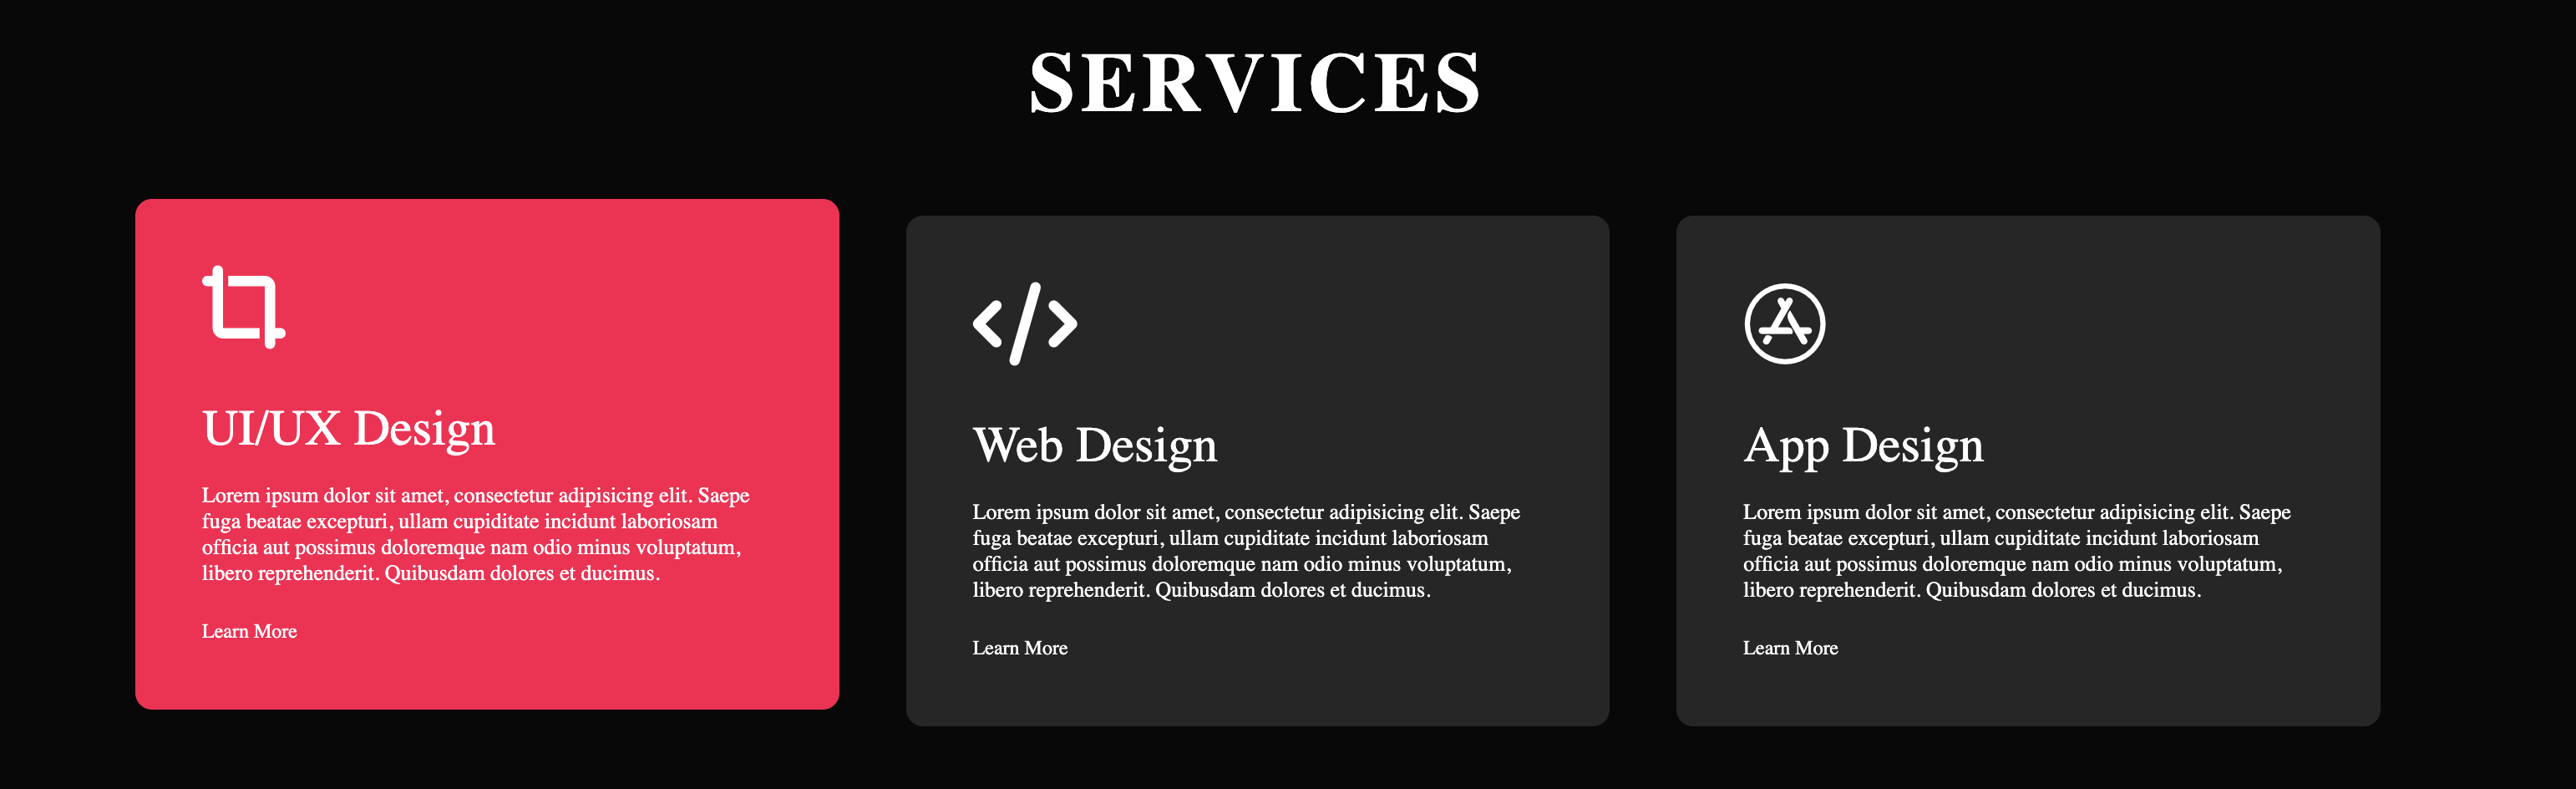 SERVICES
UI/UX Design
Lorem ipsum dolor sit amet, consectetur adipisicing elit. Saepe
fuga beatae excepturi, ullam cupiditate incidunt laboriosam
officia aut possimus doloremque nam odio minus voluptatum,
libero reprehenderit. Quibusdam dolores et ducimus.
Learn More
Web Design
Lorem ipsum dolor sit amet, consectetur adipisicing elit. Saepe
fuga beatae excepturi, ullam cupiditate incidunt laboriosam
officia aut possimus doloremque nam odio minus voluptatum,
libero reprehenderit. Quibusdam dolores et ducimus.
Learn More
App Design
Lorem ipsum dolor sit amet, consectetur adipisicing elit. Saepe
fuga beatae excepturi, ullam cupiditate incidunt laboriosam
officia aut possimus doloremque nam odio minus voluptatum,
libero reprehenderit. Quibusdam dolores et ducimus.
Learn More